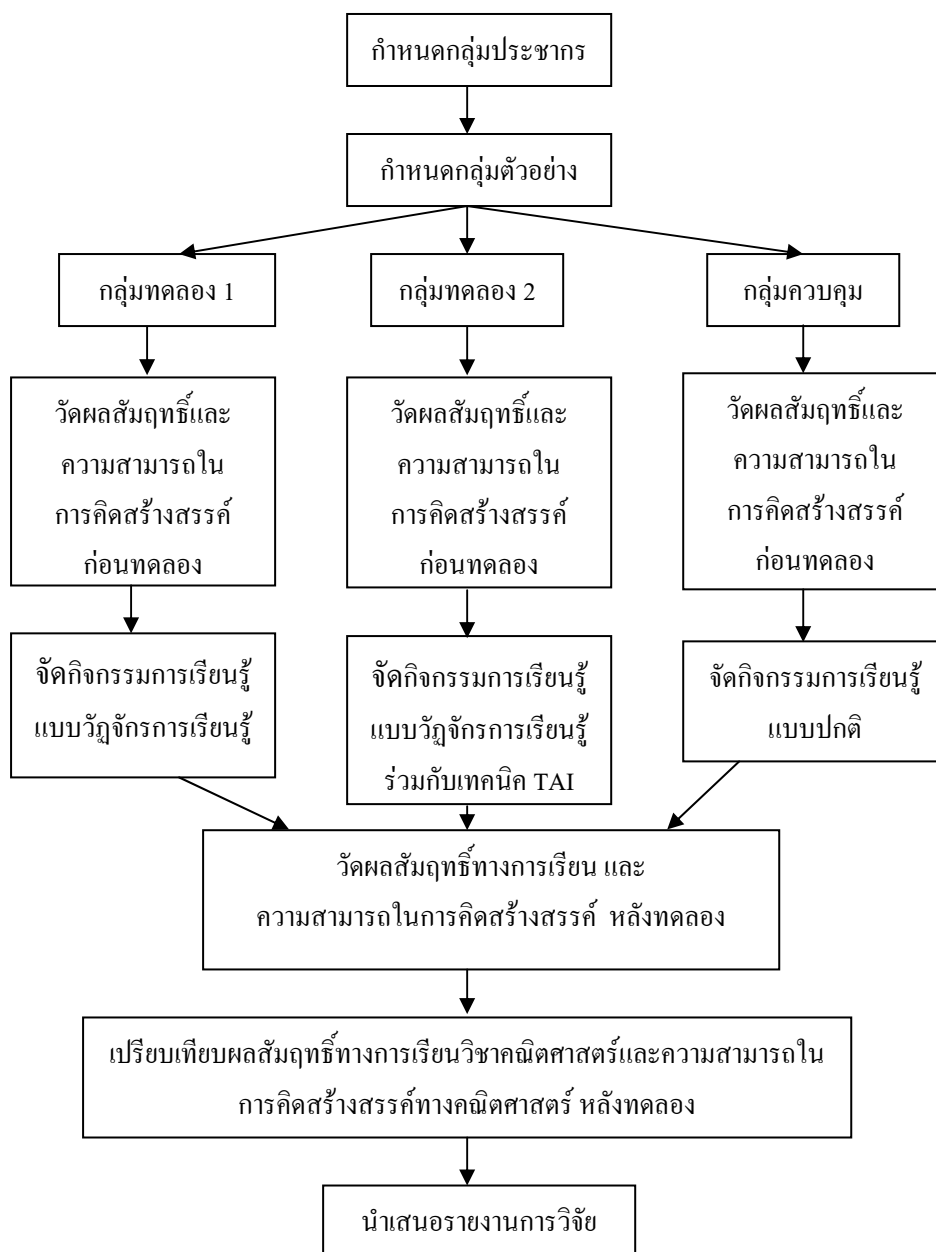 กำหนดกลุ่มประชากร
กำหนดกลุ่มตัวอย่าง
กลุ่มทดลอง 1
กลุ่มทดลอง 2
กลุ่มควบคุม
วัดผลสัมฤทธิ์และ
ความสามารถใน
การคิดสร้างสรรค์
ก่อนทดลอง
วัดผลสัมฤทธิ์และ
ความสามารถใน
การคิดสร้างสรรค์
ก่อนทดลอง
วัดผลสัมฤทธิ์และ
ความสามารถใน
การคิดสร้างสรรค์
ก่อนทดลอง
จัดกิจกรรมการเรียนรู้
แบบวัฏจักรการเรียนรู้
จัดกิจกรรมการเรียนรู้
แบบวัฏจักรการเรียนรู้
ร่วมกับเทคนิค TAI
จัดกิจกรรมการเรียนรู้
แบบปกติ
วัดผลสัมฤทธิ์ทางการเรียน และ
ความสามารถในการคิดสร้างสรรค์ หลังทดลอง
เปรียบเทียบผลสัมฤทธิ์ทางการเรียนวิชาคณิตศาสตร์และความสามารถใน
การคิดสร้างสรรค์ทางคณิตศาสตร์ หลังทดลอง
นำเสนอรายงานการวิจัย